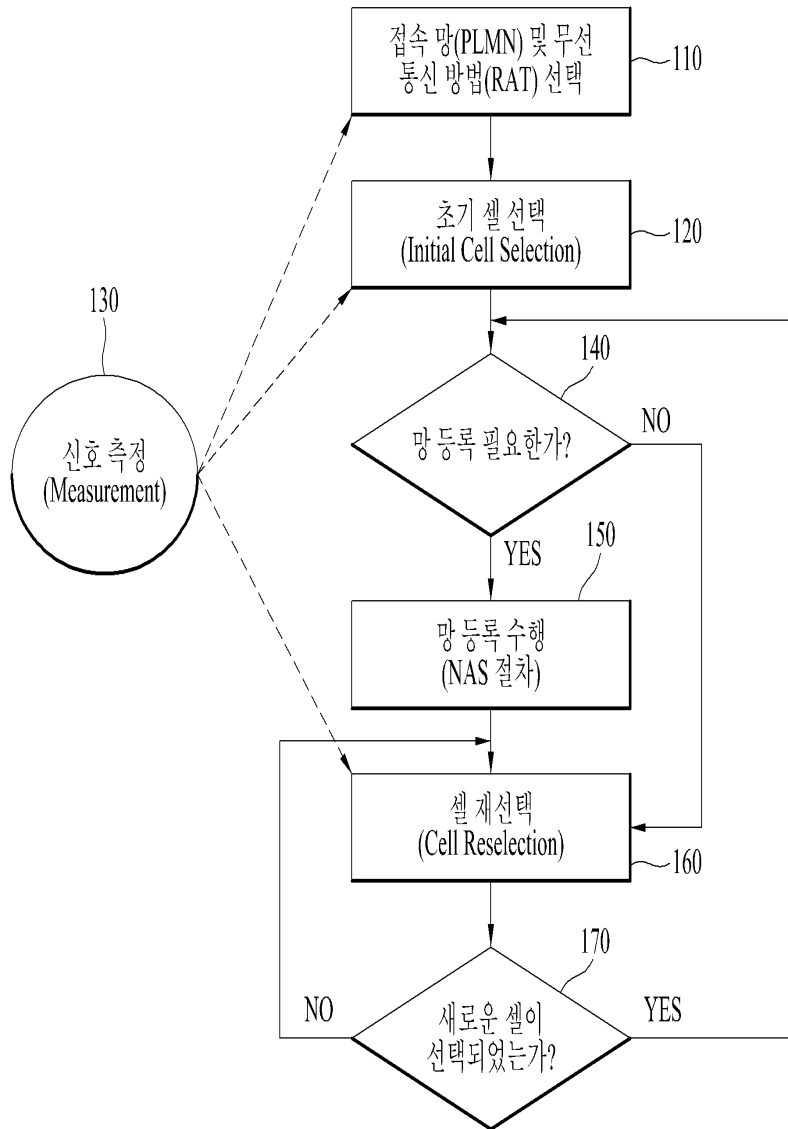 접속 망(PLMN) 및 무선
통신 방법(RAT) 선택
110
초기 셀 선택
(Initial Cell Selection)
120
130
신호 측정
(Measurement)
140
망 등록 필요한가?
NO
YES
150
망 등록 수행
(NAS 절차)
셀 재선택
(Cell Reselection)
160
170
NO
새로운 셀이
선택되었는가?
YES